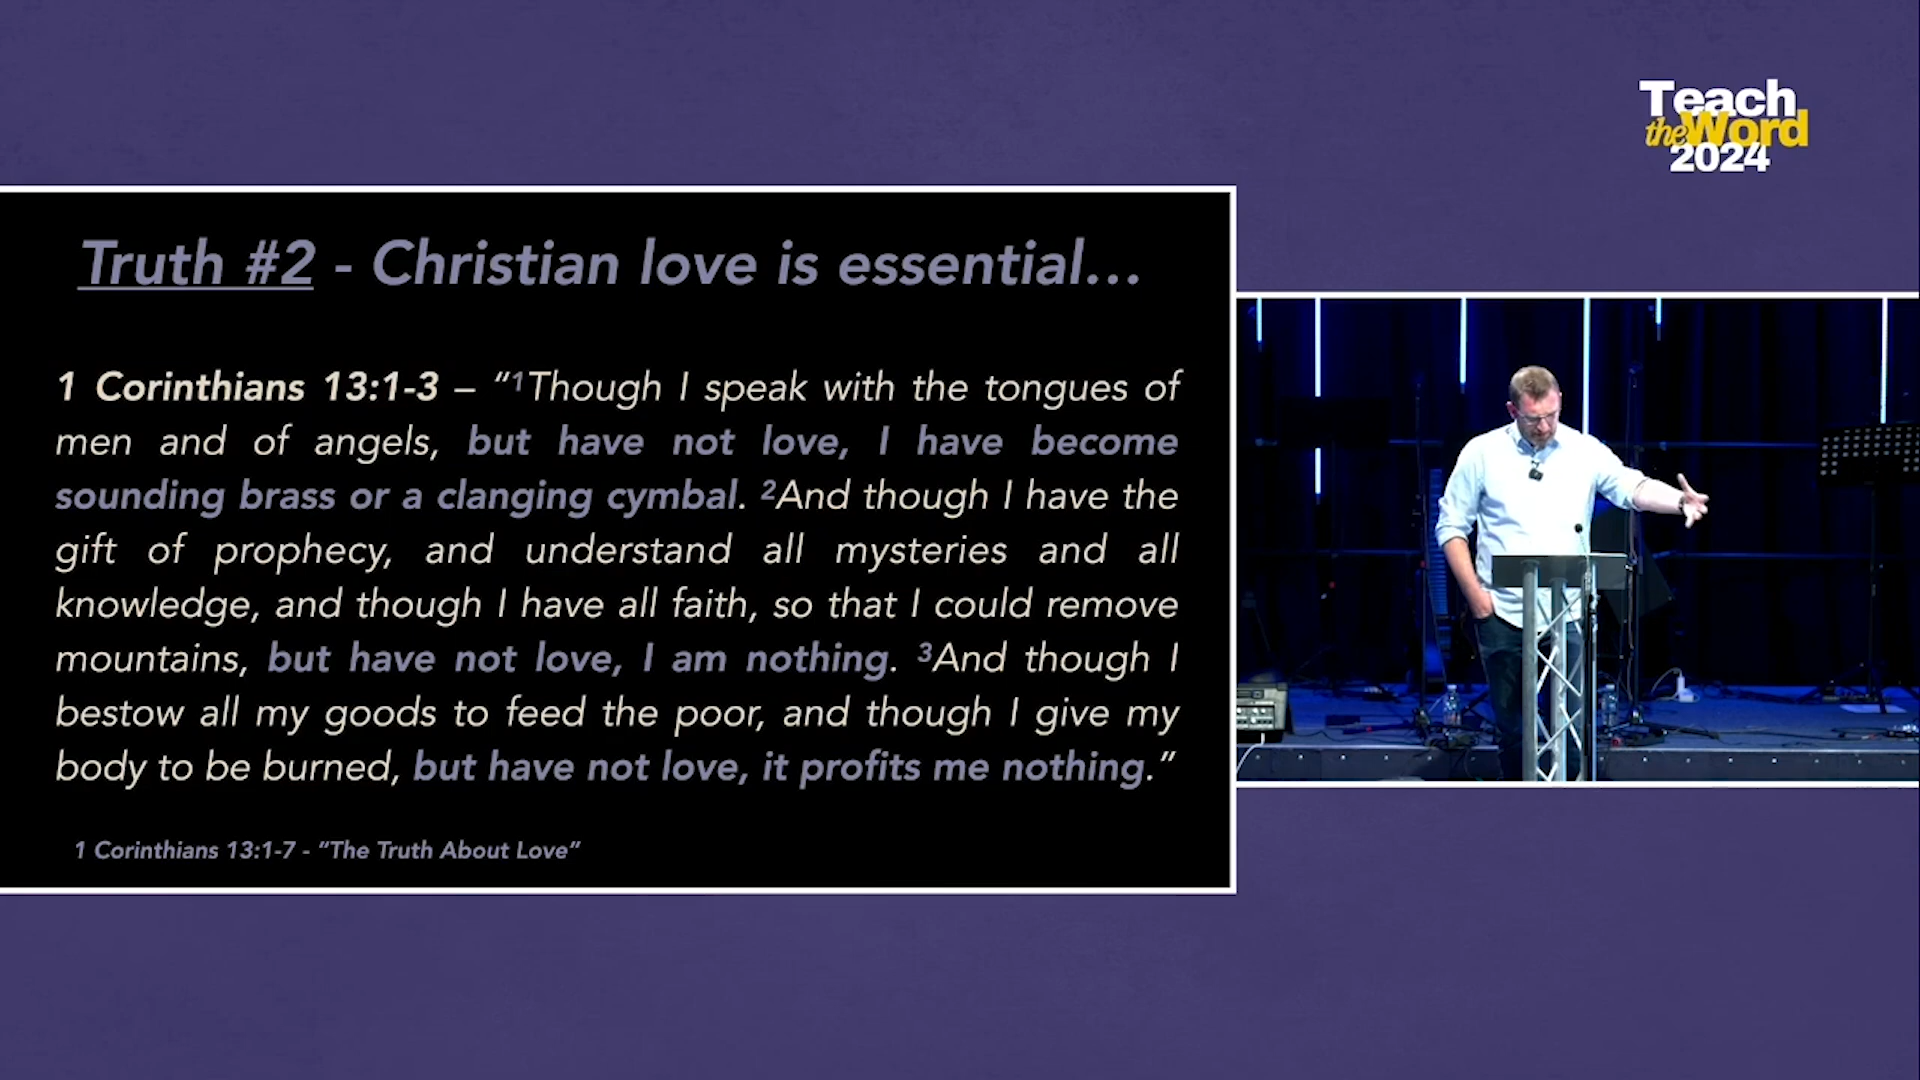 Teach
the Word
2024
Truth #2 - Christian love is essential…
1 Corinthians 13:1-3 – “¹Though I speak with the tongues of
men and of angels, but have not love, I have become
sounding brass or a clanging cymbal. ²And though I have the
gift of prophecy, and understand all mysteries and all
knowledge, and though I have all faith, so that I could remove
mountains, but have not love, I am nothing. ³And though I
bestow all my goods to feed the poor, and though I give my
body to be burned, but have not love, it profits me nothing.”
1 Corinthians 13:1-7 - “The Truth About Love”